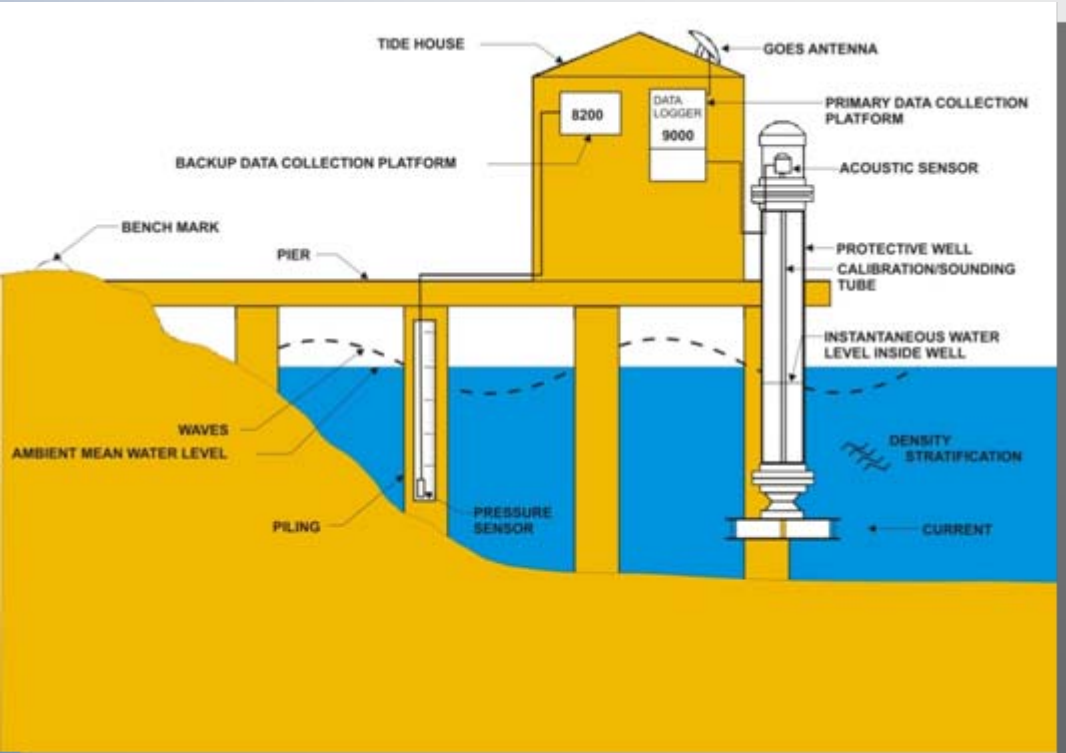 TIDE HOUSE
GOES ANTENNA
DATA
LOGGER
9000
8200
PRIMARY DATA COLLECTION
PLATFORM
BACKUP DATA COLLECTION PLATFORM
ACOUSTIC SENSOR
BENCH MARK
PIER
PROTECTIVE WELL
CALIBRATION/SOUNDING
TUBE
INSTANTANEOUS WATER
LEVEL INSIDE WELL
WAVES
AMBIENT MEAN WATER LEVEL
DENSITY
STRATIFICATION
PILING
PRESSURE
SENSOR
CURRENT